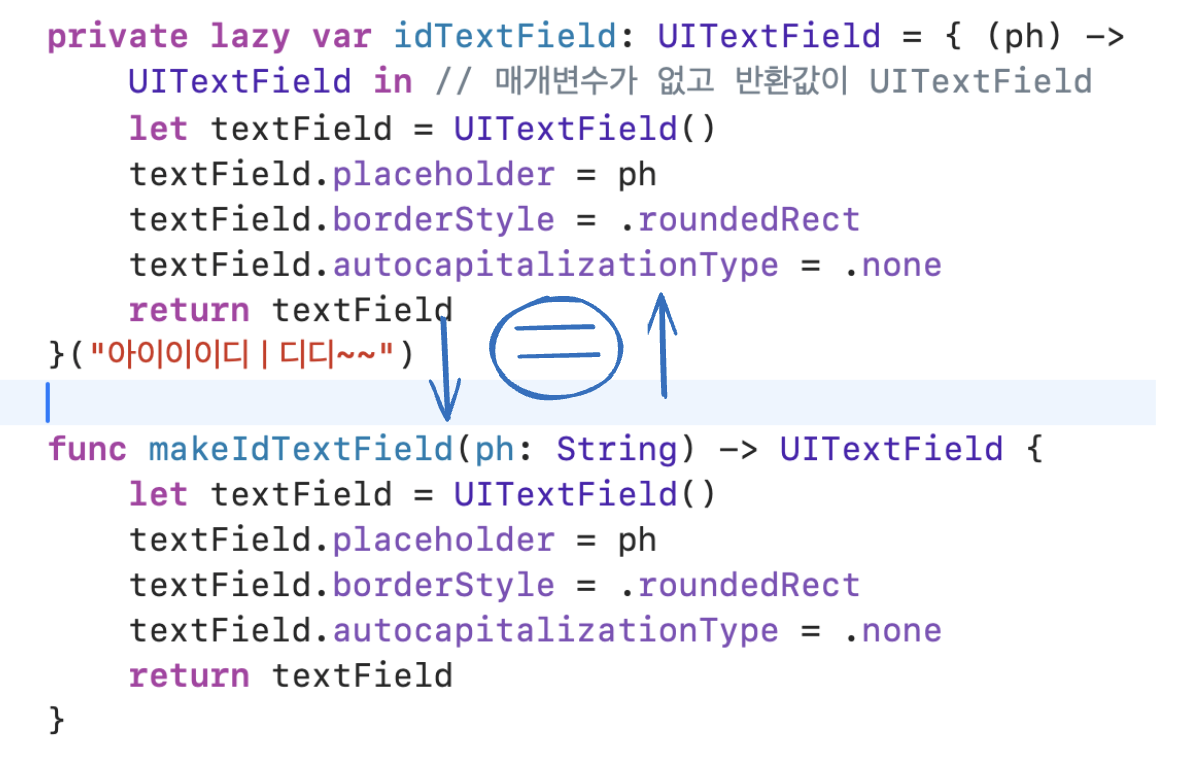 private lazy var idTextField: UITextField = { (ph) ->
UITextField in // 매개변수가 없고 반환값이 UITextField
let textField = UITextField()
textField.placeholder = ph
textField.borderStyle = .roundedRect
textField.autocapitalizationType = .none
return textField
}("아이이이디ㅣ디디~~")
func makeIdTextField(ph: String) -> UITextField {
let textField = UITextField()
textField.placeholder = ph
textField.borderStyle = .roundedRect
textField.autocapitalizationType = .none
return textField
}